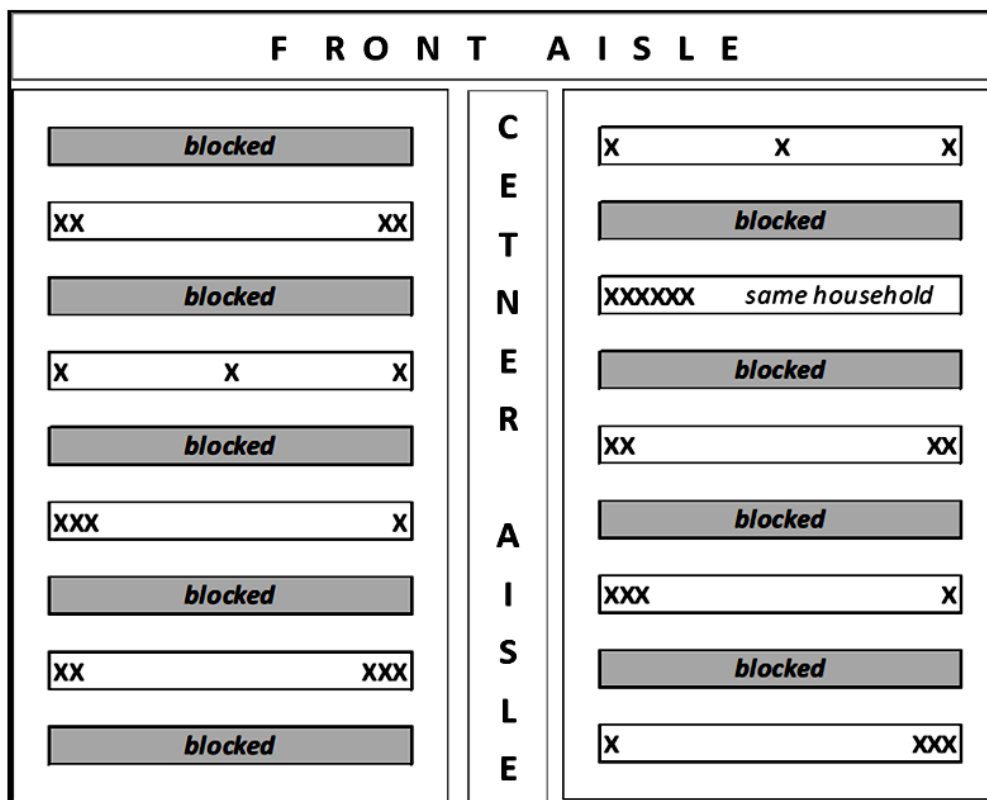 F R O N T A I S L E
blocked
XX XX
blocked
X X X
blocked
XXX X
blocked
XX XXX
blocked
C
E
T
N
E
R
A
I
S
L
E
X X X
blocked
XXXXXX same household
blocked
XX XX
blocked
XXX X
blocked
X XXX